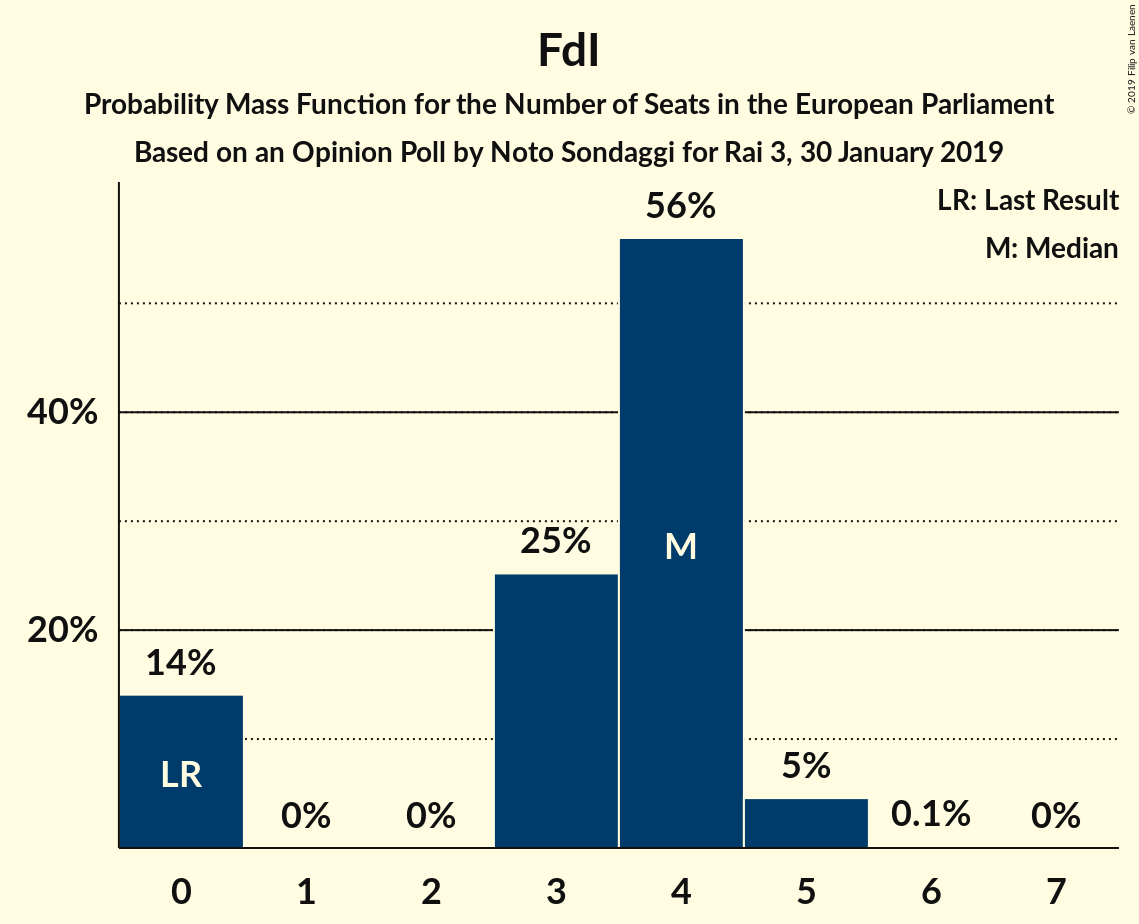 FdI
Probability Mass Function for the Number of Seats in the European Parliament
Based on an Opinion Poll by Noto Sondaggi for Rai 3, 30 January 2019
© 2019 Filip van Laenen
LR: Last Result
M: Median
56%
40%
25%
M
20%
14%
LR
5%
0%
0%
0.1%
0%
0 1 2 3 4 5 6 7